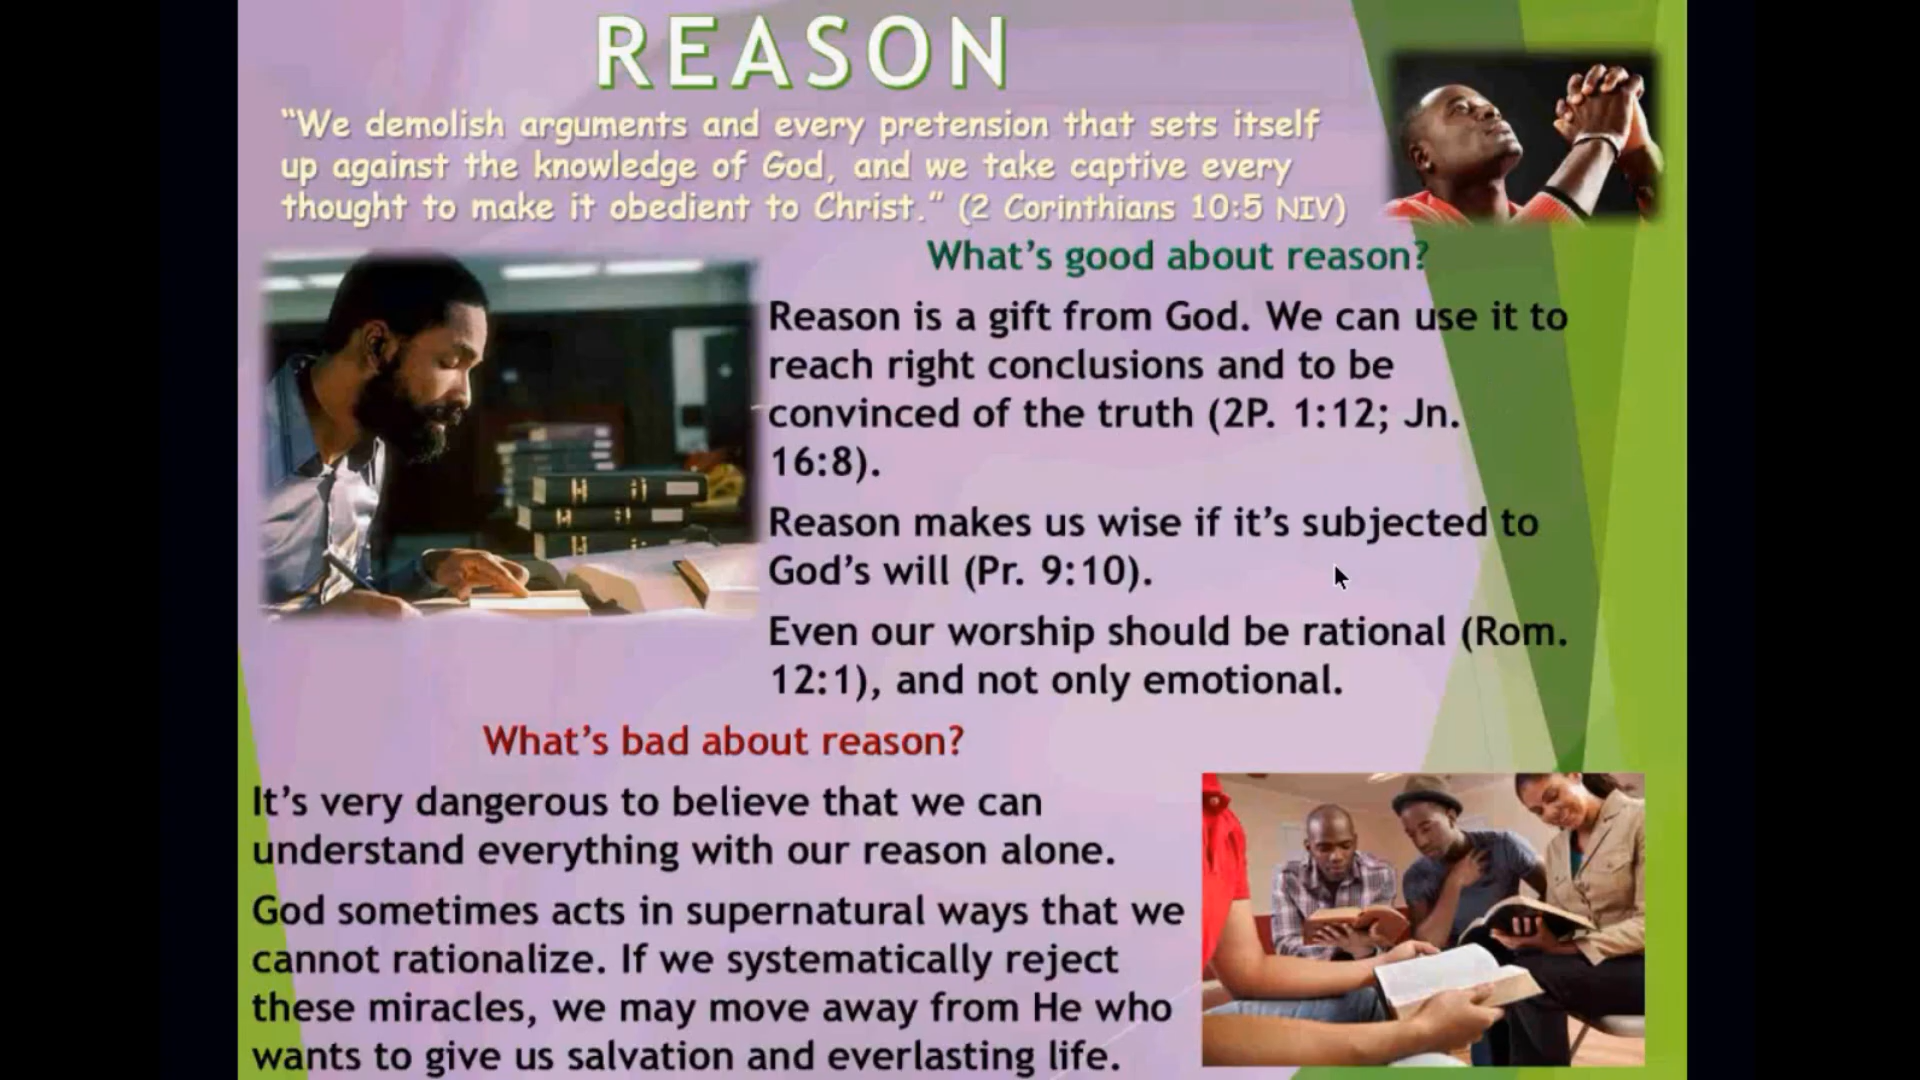 REASON
“We demolish arguments and every pretension that sets itself
up against the knowledge of God, and we take captive every
thought to make it obedient to Christ.” (2 Corinthians 10:5 NIV)
What’s good about reason?
Reason is a gift from God. We can use it to
reach right conclusions and to be
convinced of the truth (2P. 1:12; Jn.
16:8).
Reason makes us wise if it’s subjected to
God’s will (Pr. 9:10).
Even our worship should be rational (Rom.
12:1), and not only emotional.
What’s bad about reason?
It’s very dangerous to believe that we can
understand everything with our reason alone.
God sometimes acts in supernatural ways that we
cannot rationalize. If we systematically reject
these miracles, we may move away from He who
wants to give us salvation and everlasting life.